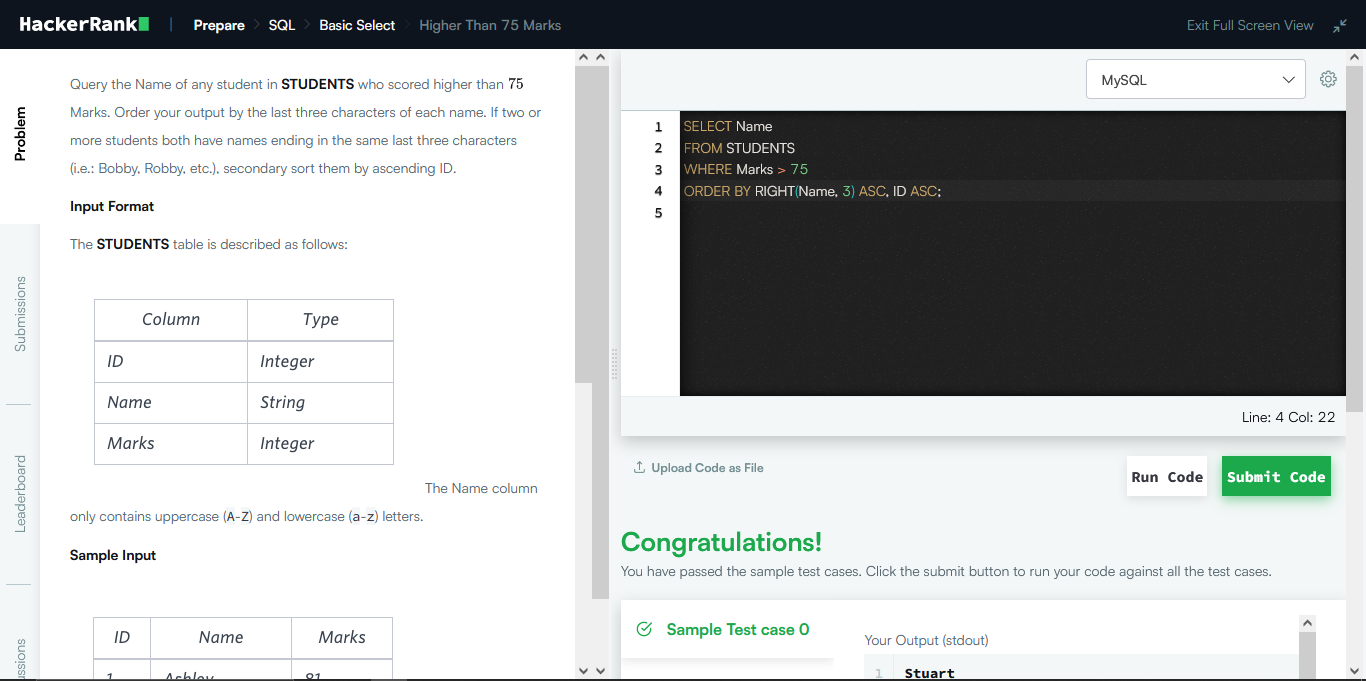 HackerRank | Prepare > SQL > Basic Select > Higher Than 75 Marks Exit Full Screen View
Problem
Submissions
Leaderboard
Query the Name of any student in STUDENTS who scored higher than 75
Marks. Order your output by the last three characters of each name. If two or
more students both have names ending in the same last three characters
(i.e.: Bobby, Robby, etc.), secondary sort them by ascending ID.
Input Format
The STUDENTS table is described as follows:
Column Type
ID Integer
Name String
Marks Integer
The Name column
only contains uppercase (A-Z) and lowercase (a-z) letters.
Sample Input
ID Name Marks
1 Ashley 81
MySQL
1 SELECT Name
2 FROM STUDENTS
3 WHERE Marks > 75
4 ORDER BY RIGHT(Name, 3) ASC, ID ASC;
5
Line: 4 Col: 22
Upload Code as File
Run Code
Submit Code
Congratulations!
You have passed the sample test cases. Click the submit button to run your code against all the test cases.
Sample Test case 0
Your Output (stdout)
1 Stuart